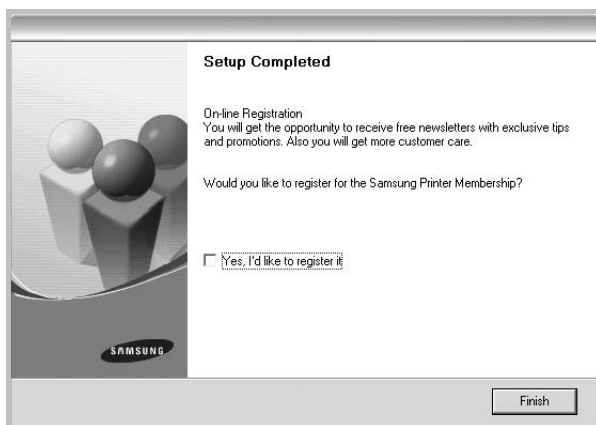 Setup Completed
On-line Registration
You will get the opportunity to receive free newsletters with exclusive tips
and promotions. Also you will get more customer care.
Would you like to register for the Samsung Printer Membership?
Yes, I'd like to register it
SAMSUNG
Finish